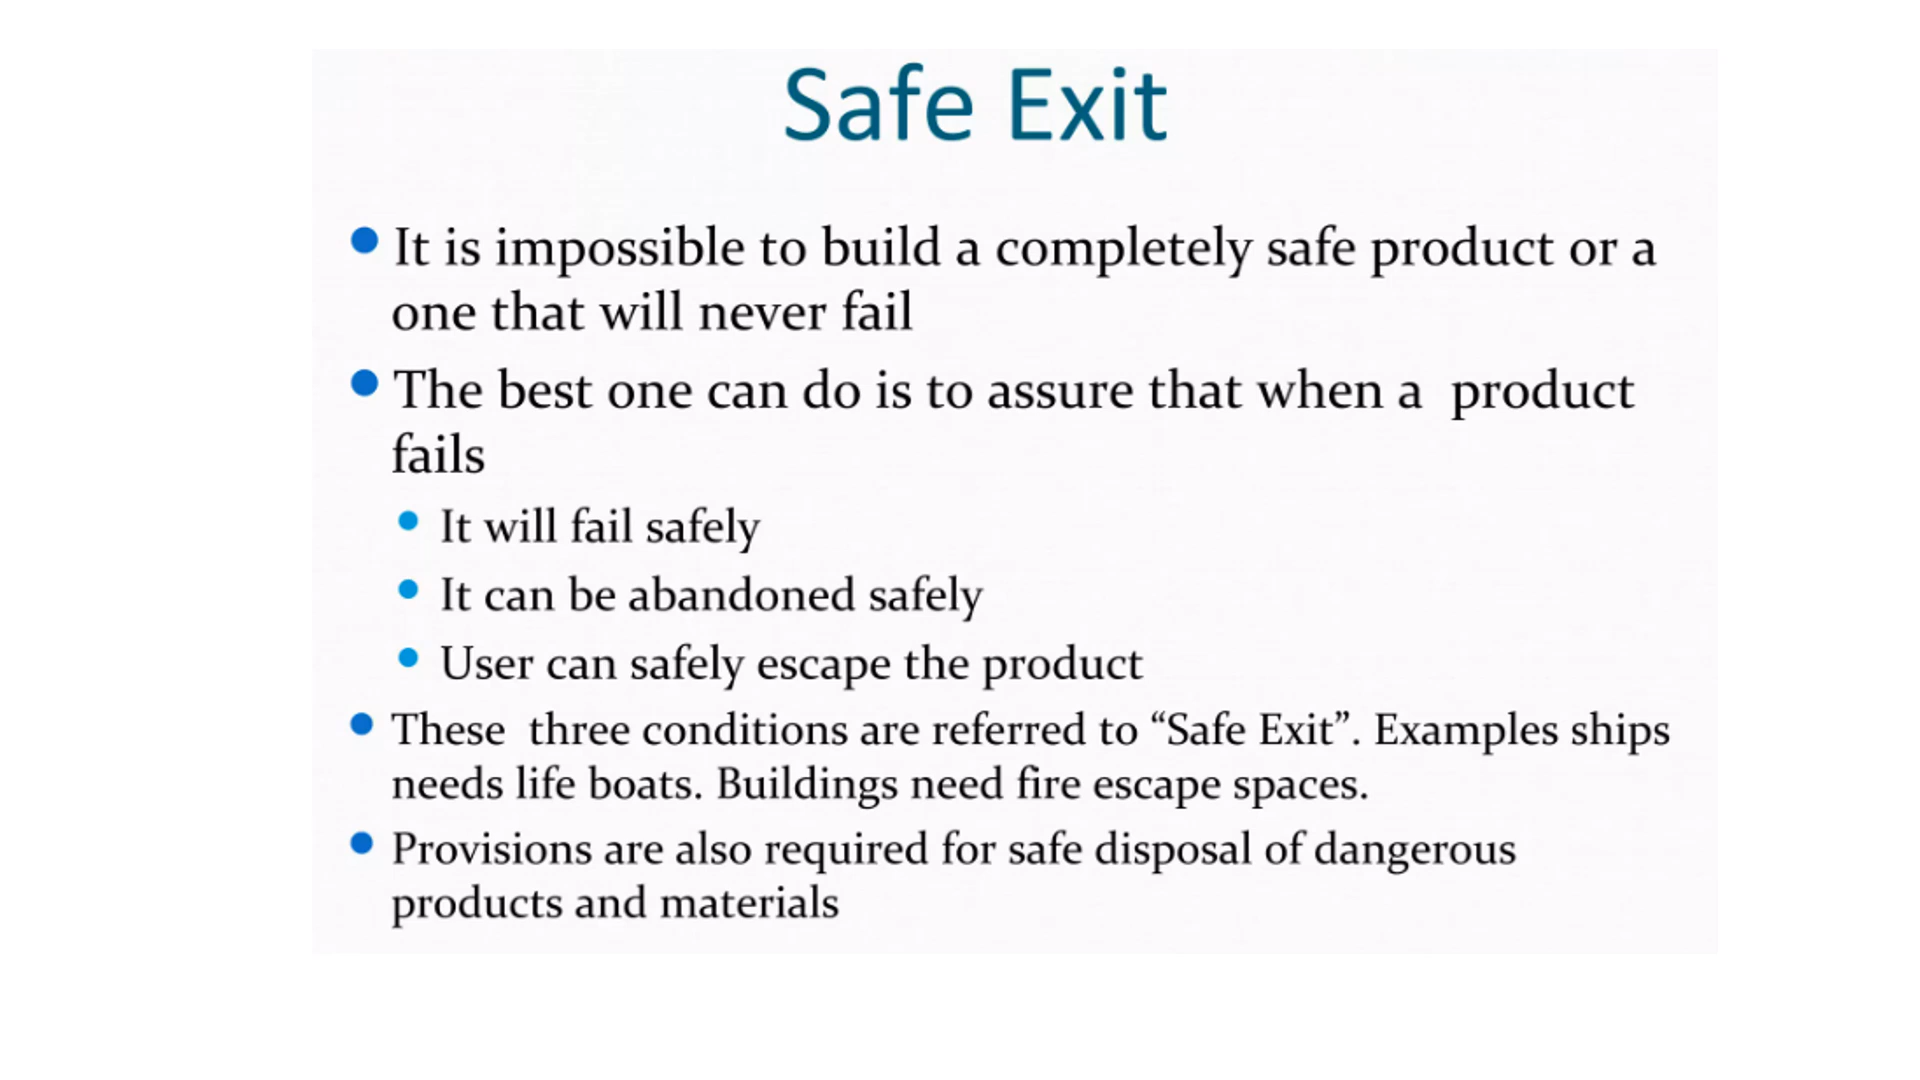 Safe Exit
It is impossible to build a completely safe product or a
one that will never fail
The best one can do is to assure that when a  product
fails
It will fail safely
It can be abandoned safely
User can safely escape the product
These  three conditions are referred to “Safe Exit”. Examples ships
needs life boats. Buildings need fire escape spaces.
Provisions are also required for safe disposal of dangerous
products and materials